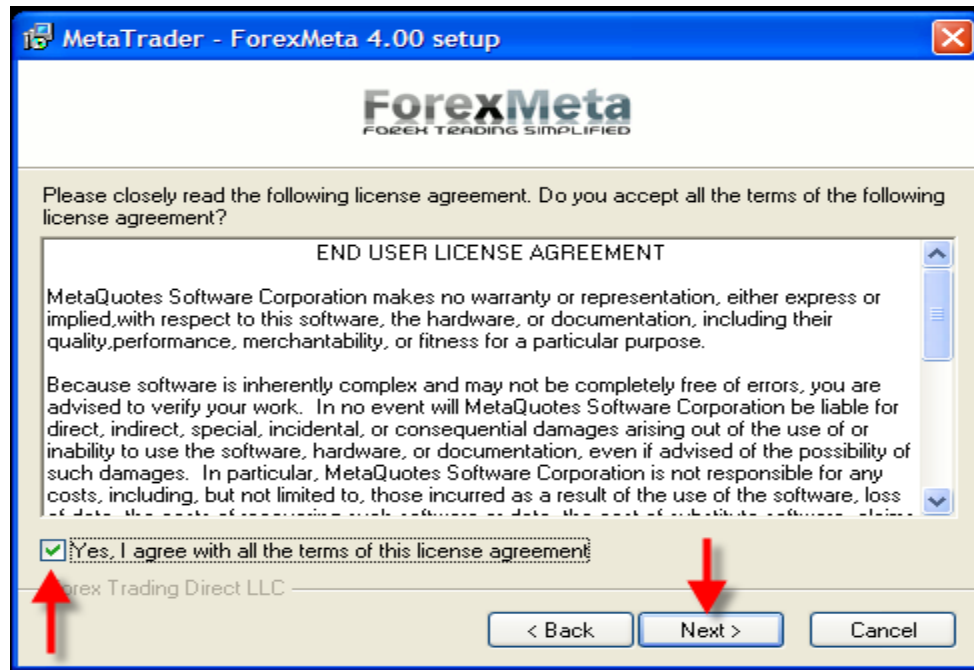 MetaTrader - ForexMeta 4.00 setup
ForexMeta
FOREX TRADING SIMPLIFIED
Please closely read the following license agreement. Do you accept all the terms of the following
license agreement?
END USER LICENSE AGREEMENT
MetaQuotes Software Corporation makes no warranty or representation, either express or
implied,with respect to this software, the hardware, or documentation, including their
quality,performance, merchantability, or fitness for a particular purpose.
Because software is inherently complex and may not be completely free of errors, you are
advised to verify your work. In no event will MetaQuotes Software Corporation be liable for
direct, indirect, special, incidental, or consequential damages arising out of the use of or
inability to use the software, hardware, or documentation, even if advised of the possibility of
such damages. In particular, MetaQuotes Software Corporation is not responsible for any
costs, including, but not limited to, those incurred as a result of the use of the software, loss
Yes, I agree with all the terms of this license agreement
Forex Trading Direct LLC
< Back
Next >
Cancel